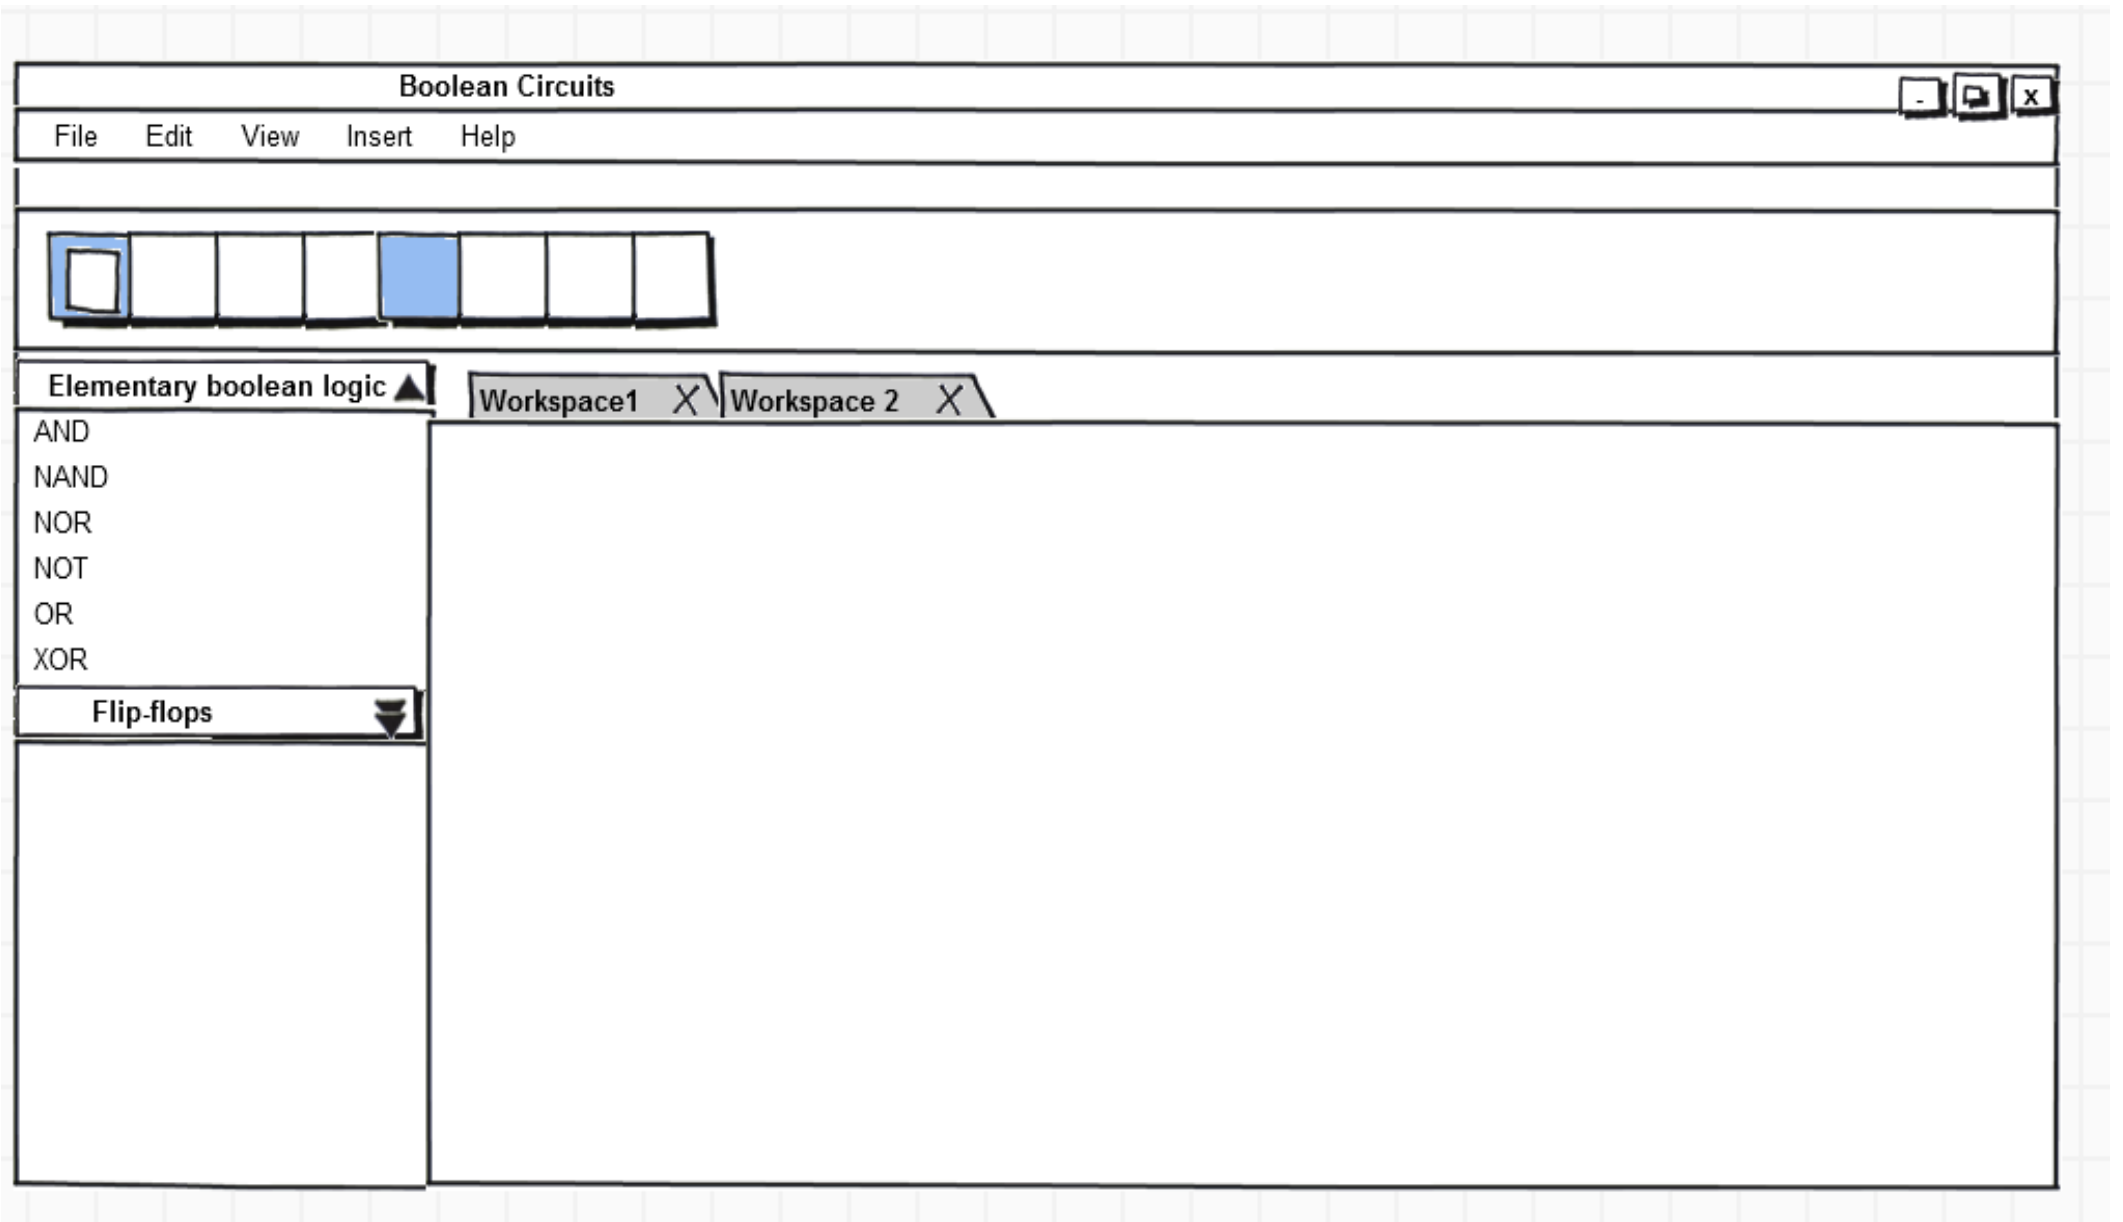 Boolean Circuits
- x
File Edit View Insert Help
Elementary boolean logic
Workspace1 X Workspace 2 X
AND
NAND
NOR
NOT
OR
XOR
Flip-flops